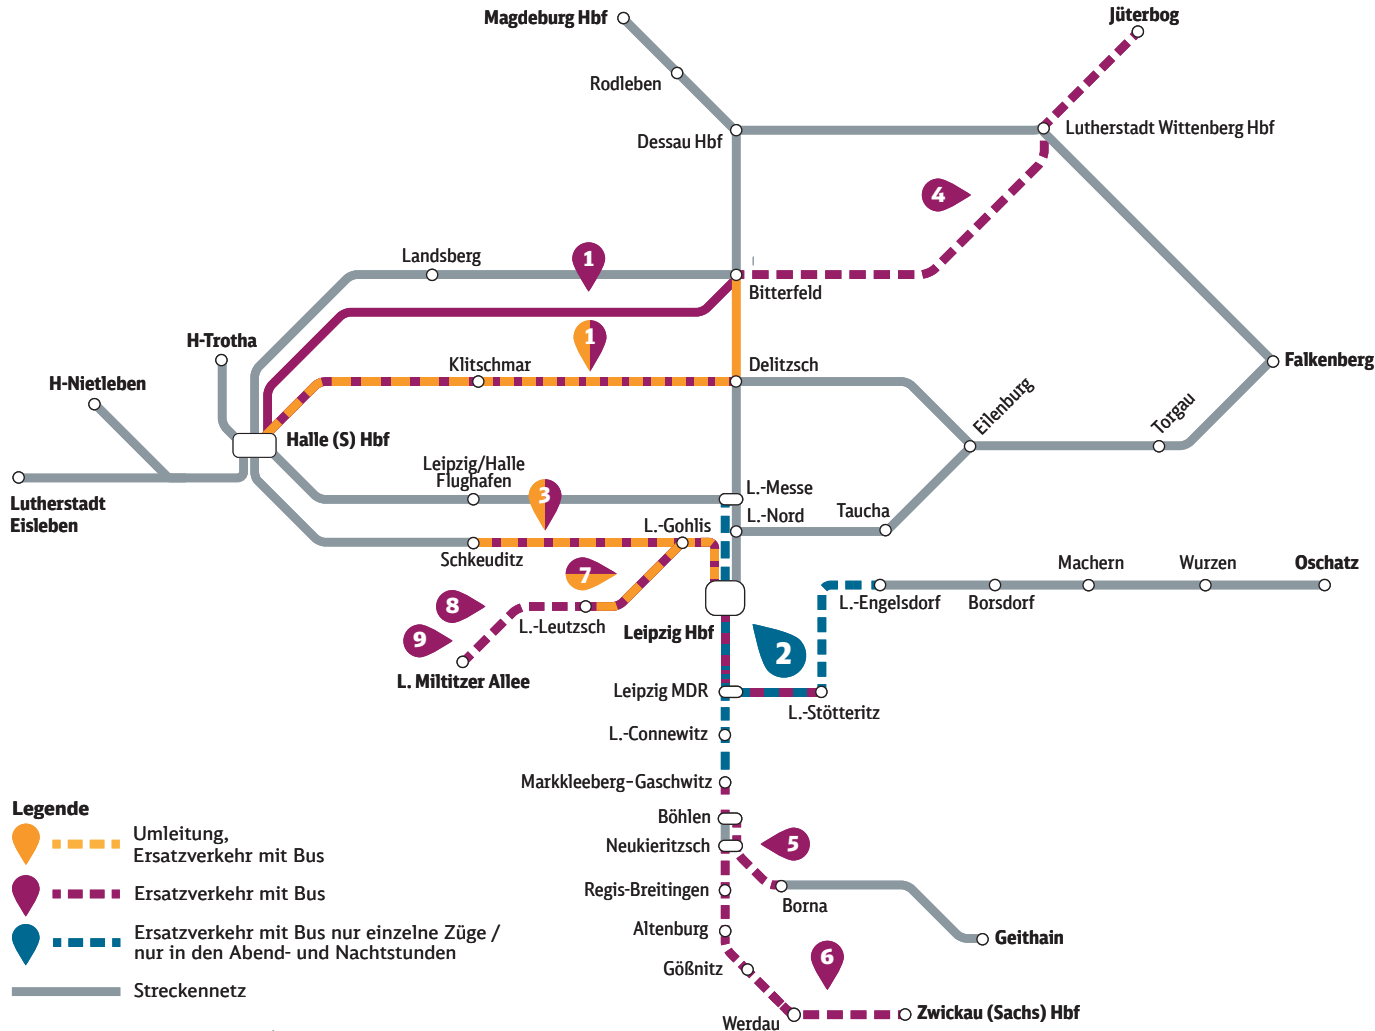 Magdeburg Hbf
Jüterbog
Rodleben
Dessau Hbf
Lutherstadt Wittenberg Hbf
4
Landsberg
1
Bitterfeld
H-Trotha
1
Klitschmar
Delitzsch
Falkenberg
H-Nietleben
Eilenburg
Torgau
Halle (S) Hbf
Leipzig/Halle
Flughafen
L.-Messe
3
Lutherstadt
Eisleben
L.-Gohlis
L.-Nord
Taucha
Schkeuditz
7
Machern
Wurzen
Oschatz
8
L.-Leutzsch
L.-Engelsdorf
Borsdorf
9
Leipzig Hbf
2
L. Miltitzer Allee
Leipzig MDR
L.-Stötteritz
L.-Connewitz
Markkleeberg-Gaschwitz
Böhlen
Neukieritzsch
5
Regis-Breitingen
Borna
Altenburg
Geithain
Gößnitz
6
Werdau
Zwickau (Sachs) Hbf
Legende
Umleitung,
Ersatzverkehr mit Bus
Ersatzverkehr mit Bus
Ersatzverkehr mit Bus nur einzelne Züge /
nur in den Abend- und Nachtstunden
Streckennetz